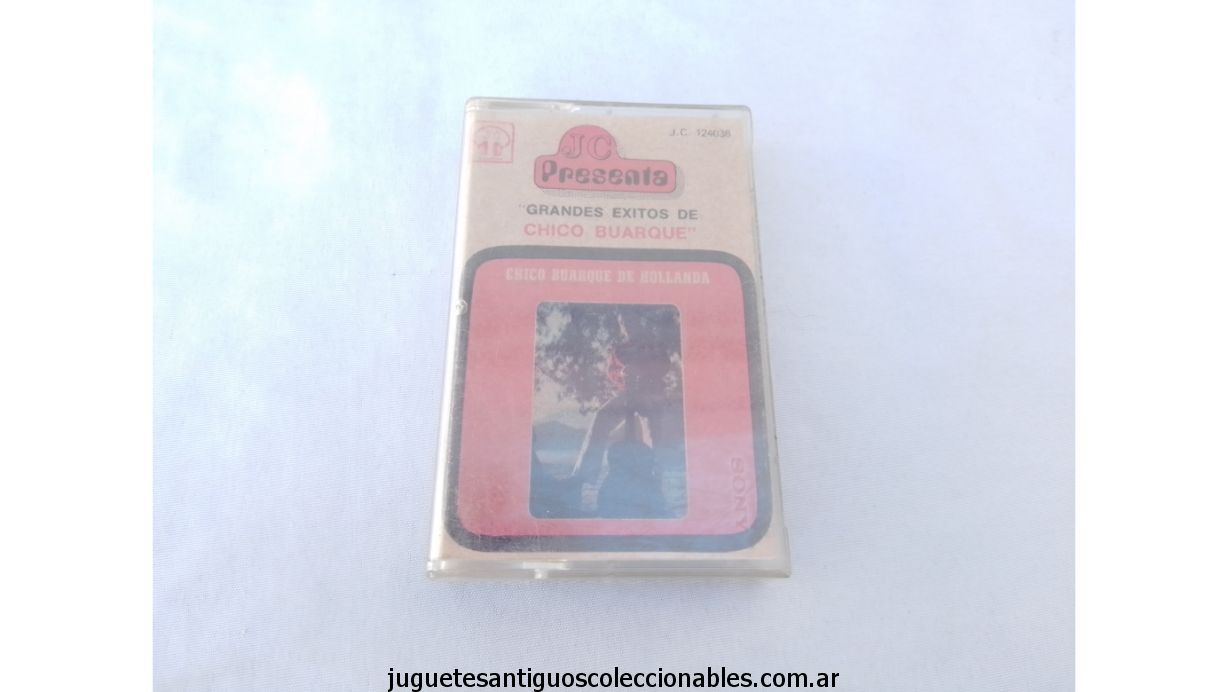 J.C. 124038
JC
Presenta
"GRANDES EXITOS DE
CHICO BUARQUE"
CHICO BUARQUE DE HOLLANDA
SONY
juguetesantiguoscoleccionables.com.ar